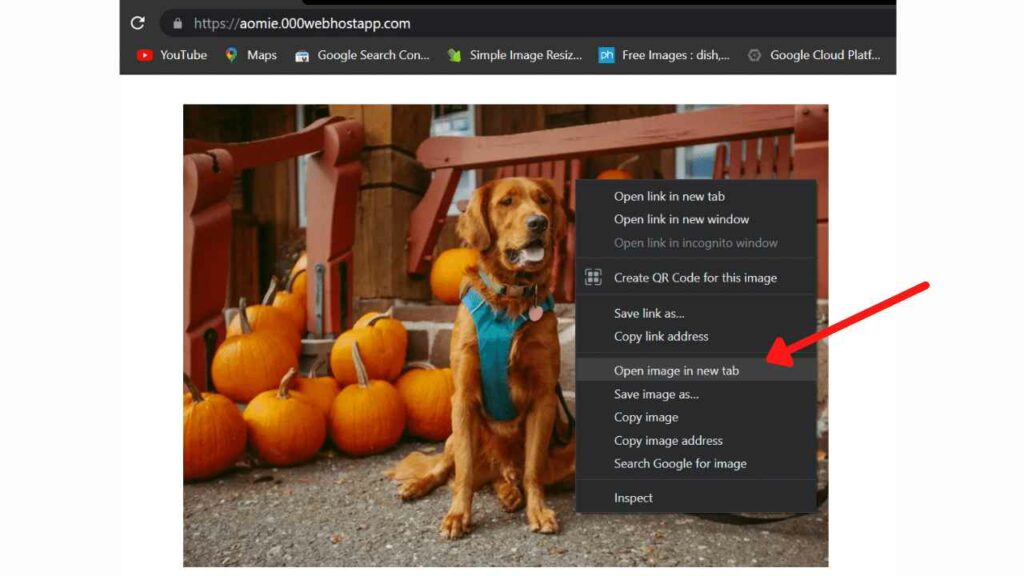 https://aomie.000webhostapp.com
YouTube Maps Google Search Con... Simple Image Resiz... ph Free Images : dish,... Google Cloud Platf...
Open link in new tab
Open link in new window
Open link in incognito window
Create QR Code for this image
Save link as...
Copy link address
Open image in new tab
Save image as...
Copy image
Copy image address
Search Google for image
Inspect